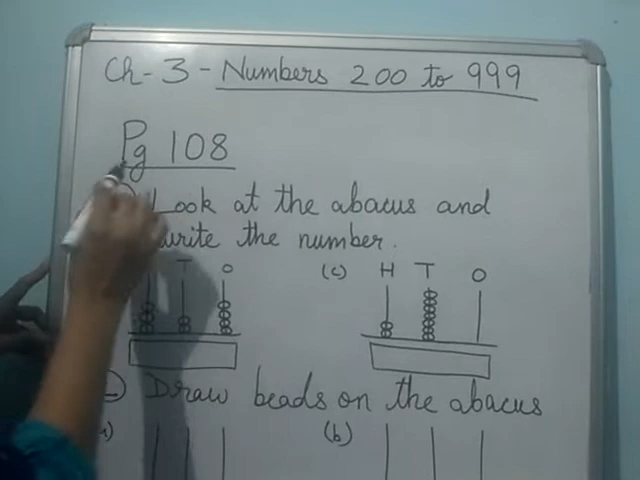 Ch - 3 - Numbers 200 to 999
Pg 108
Look at the abacus and
write the number.
T O (c) H T O
Draw beads on the abacus
(b)